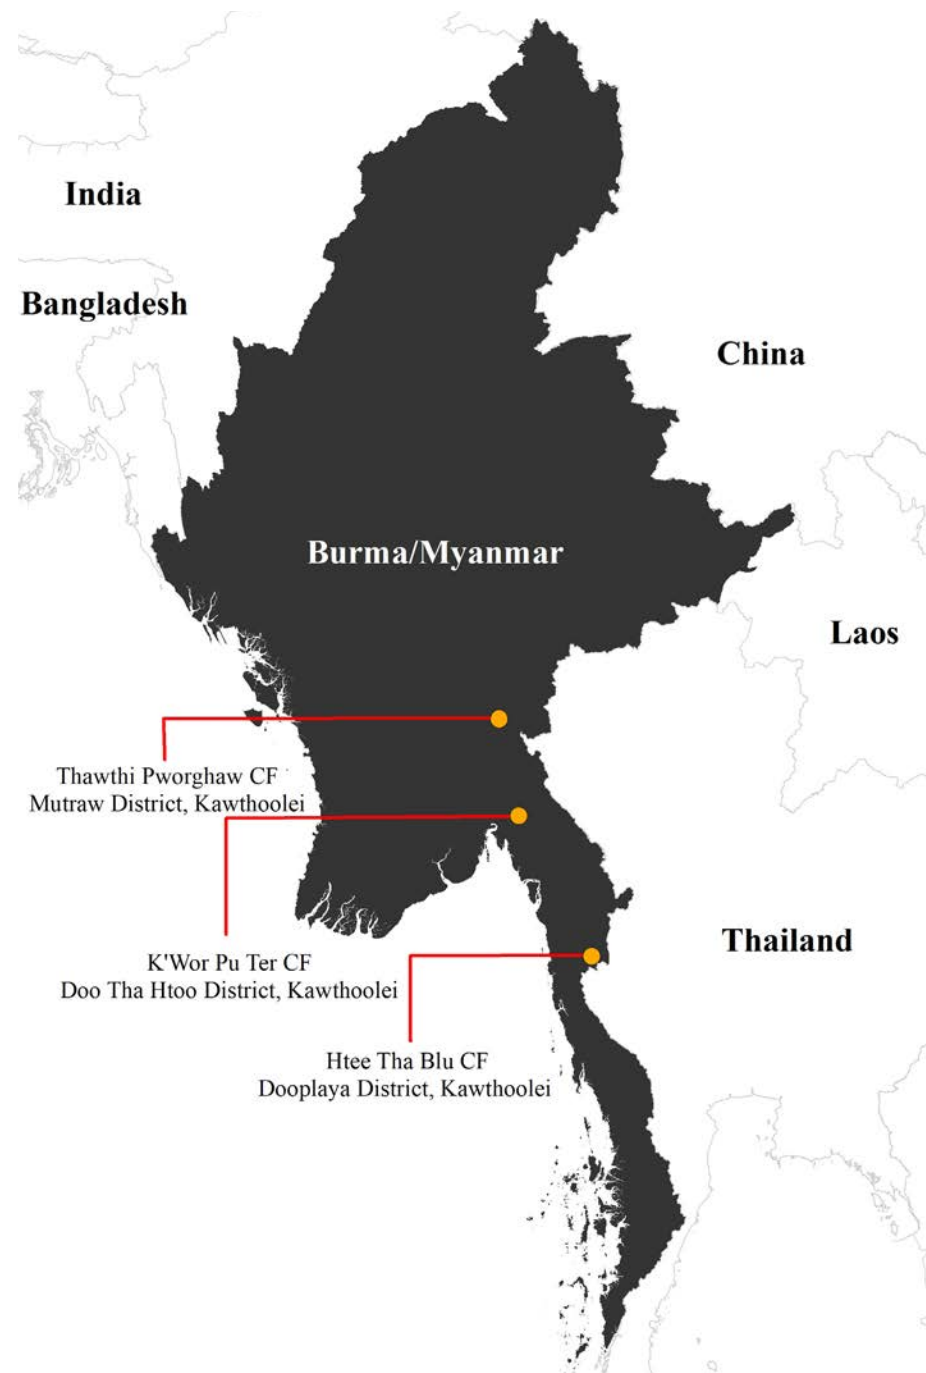 India
Bangladesh
China
Burma/Myanmar
Laos
Thawthi Pworghaw CF
Mutraw District, Kawthoolei
Thailand
K'Wor Pu Ter CF
Doo Tha Htoo District, Kawthoolei
Htee Tha Blu CF
Dooplaya District, Kawthoolei